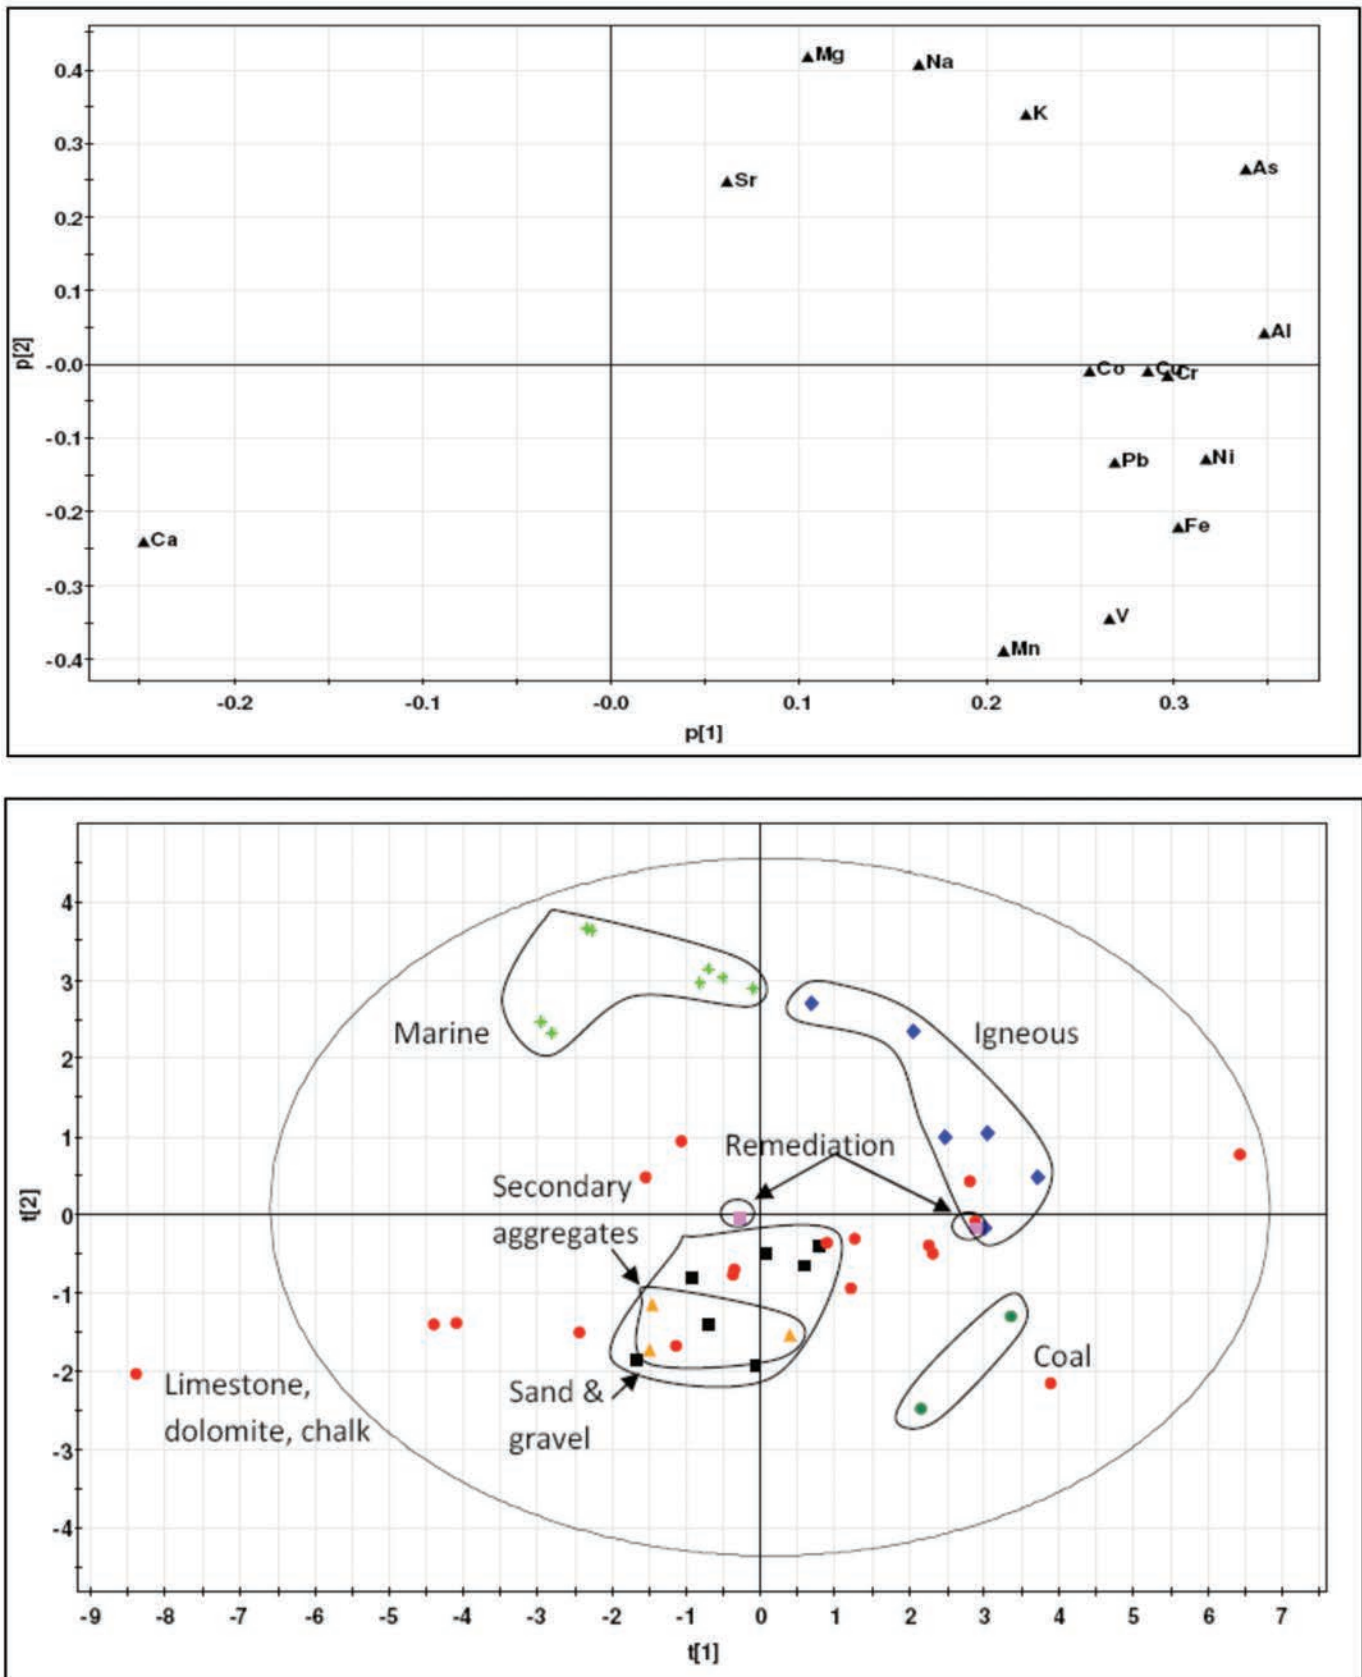 Mg
Na
K
As
Sr
Al
Co
Cu
Cr
Pb
Ni
Fe
Ca
V
Mn
0.4
0.3
0.2
0.1
-0.0
-0.1
-0.2
-0.3
-0.4
p[2]
-0.2 -0.1 -0.0 0.1 0.2 0.3
p[1]
4
3
2
1
0
-1
-2
-3
-4
t[2]
Marine
Igneous
Remediation
Secondary
aggregates
Limestone,
dolomite, chalk
Sand &
gravel
Coal
-9 -8 -7 -6 -5 -4 -3 -2 -1 0 1 2 3 4 5 6 7
t[1]